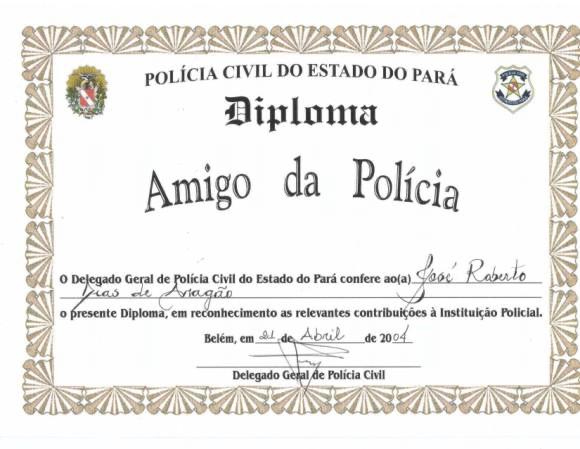 POLÍCIA CIVIL DO ESTADO DO PARÁ
Diploma
Amigo da Polícia
O Delegado Geral de Polícia Civil do Estado do Pará confere ao(a) José Raberto
Dias de Aragão
o presente Diploma, em reconhecimento as relevantes contribuições à Instituição Policial.
Belém, em 21 de Abril de 2004
Delegado Geral de Polícia Civil